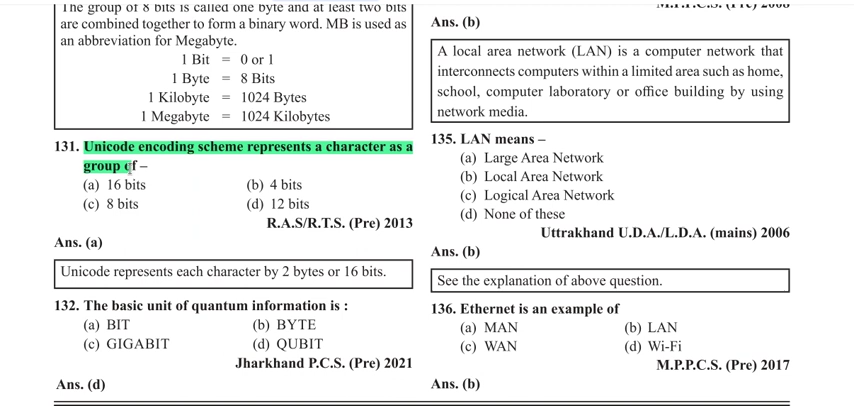 The group of 8 bits is called one byte and at least two bits
are combined together to form a binary word. MB is used as
an abbreviation for Megabyte.
1 Bit = 0 or 1
1 Byte = 8 Bits
1 Kilobyte = 1024 Bytes
1 Megabyte = 1024 Kilobytes
131. Unicode encoding scheme represents a character as a
group of –
(a) 16 bits (b) 4 bits
(c) 8 bits (d) 12 bits
R.A.S/R.T.S. (Pre) 2013
Ans. (a)
Unicode represents each character by 2 bytes or 16 bits.
132. The basic unit of quantum information is :
(a) BIT (b) BYTE
(c) GIGABIT (d) QUBIT
Jharkhand P.C.S. (Pre) 2021
Ans. (d)
M.P.P.C.S. (Pre) 2008
Ans. (b)
A local area network (LAN) is a computer network that
interconnects computers within a limited area such as home,
school, computer laboratory or office building by using
network media.
135. LAN means –
(a) Large Area Network
(b) Local Area Network
(c) Logical Area Network
(d) None of these
Uttrakhand U.D.A./L.D.A. (mains) 2006
Ans. (b)
See the explanation of above question.
136. Ethernet is an example of
(a) MAN (b) LAN
(c) WAN (d) Wi-Fi
M.P.P.C.S. (Pre) 2017
Ans. (b)